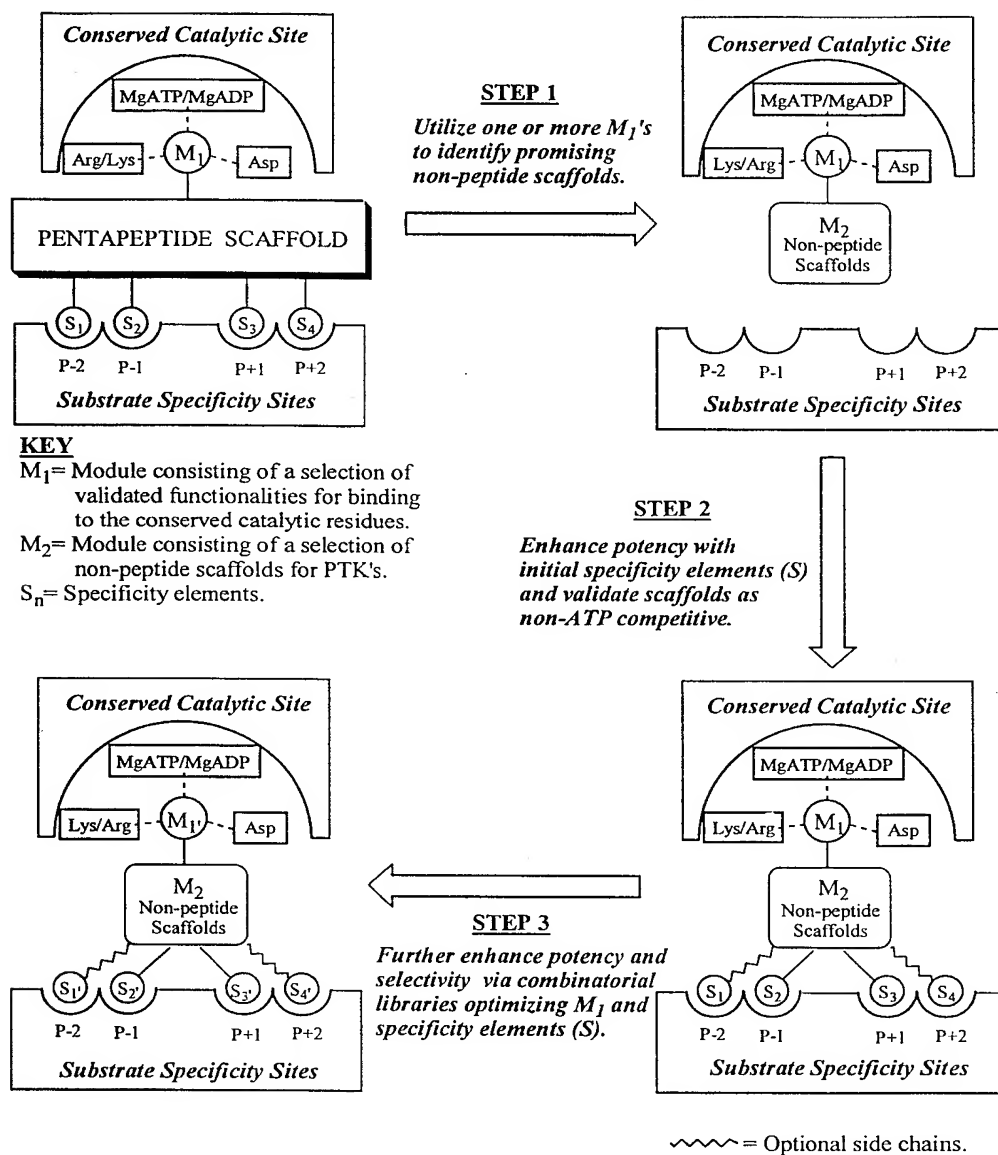 Conserved Catalytic Site
MgATP/MgADP
Arg/Lys
M1
Asp
PENTAPEPTIDE SCAFFOLD
S1
S2
S3
S4
P-2
P-1
P+1
P+2
Substrate Specificity Sites
STEP 1
Utilize one or more M1's
to identify promising
non-peptide scaffolds.
Conserved Catalytic Site
MgATP/MgADP
Lys/Arg
M1
Asp
M2
Non-peptide
Scaffolds
P-2
P-1
P+1
P+2
Substrate Specificity Sites
KEY
M1= Module consisting of a selection of
validated functionalities for binding
to the conserved catalytic residues.
M2= Module consisting of a selection of
non-peptide scaffolds for PTK's.
Sn= Specificity elements.
STEP 2
Enhance potency with
initial specificity elements (S)
and validate scaffolds as
non-ATP competitive.
Conserved Catalytic Site
MgATP/MgADP
Lys/Arg
M1'
Asp
M2
Non-peptide
Scaffolds
S1'
S2'
S3'
S4'
P-2
P-1
P+1
P+2
Substrate Specificity Sites
STEP 3
Further enhance potency and
selectivity via combinatorial
libraries optimizing M1 and
specificity elements (S).
Conserved Catalytic Site
MgATP/MgADP
Lys/Arg
M1
Asp
M2
Non-peptide
Scaffolds
S1
S2
S3
S4
P-2
P-1
P+1
P+2
Substrate Specificity Sites
= Optional side chains.